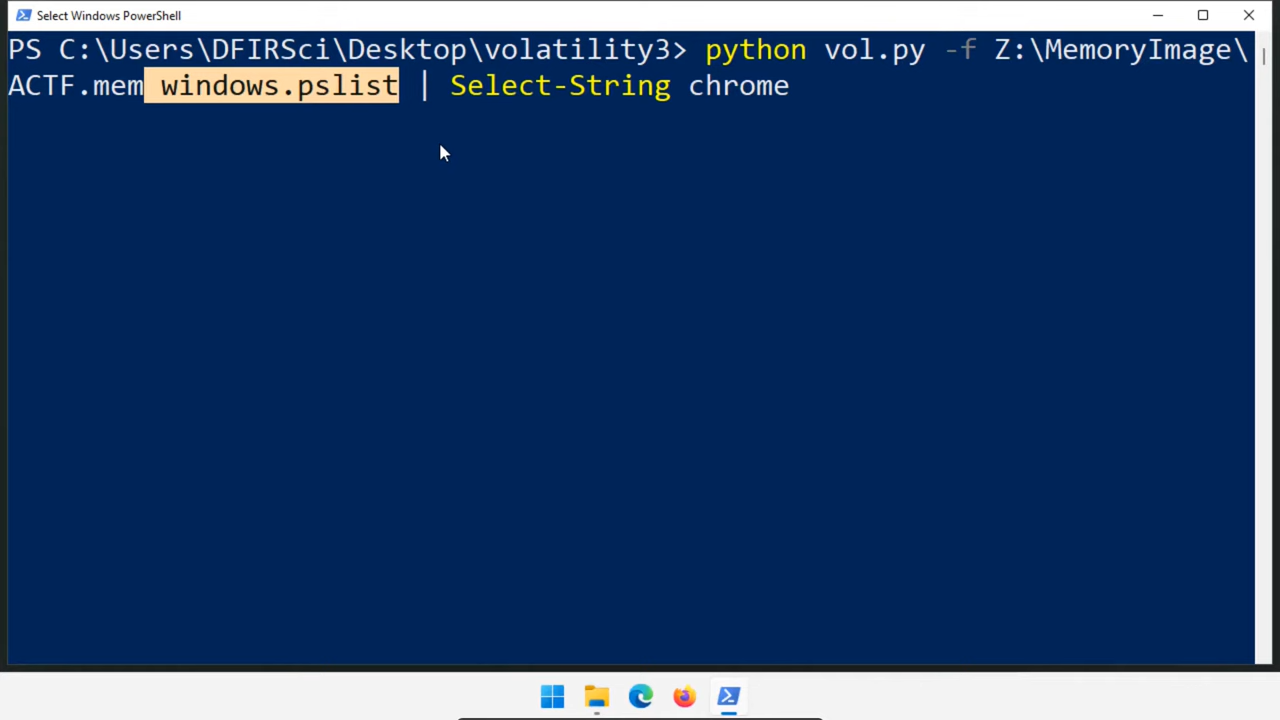 Select Windows PowerShell
PS C:\Users\DFIRSci\Desktop\volatility3> python vol.py -f Z:\MemoryImage\
ACTF.mem windows.pslist | Select-String chrome